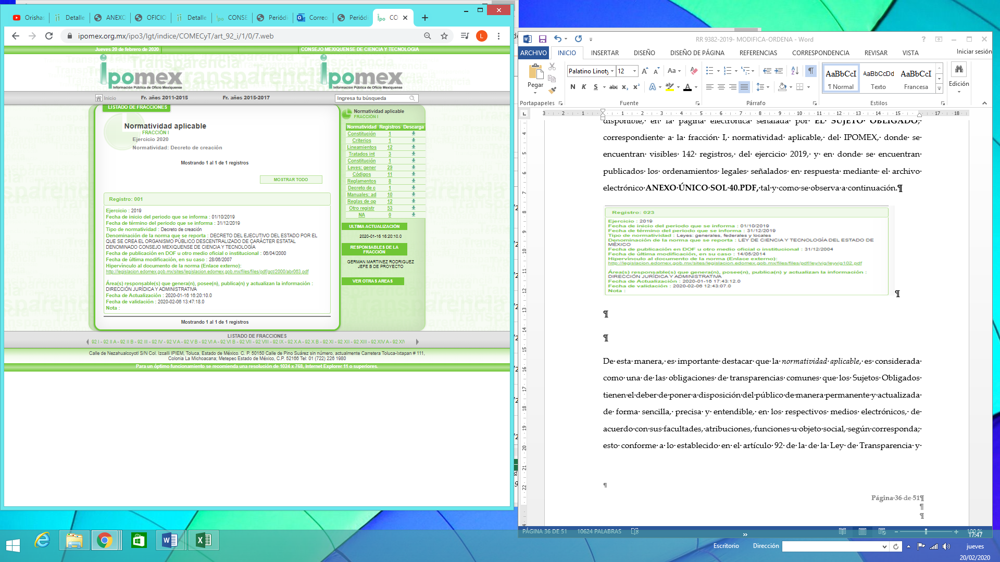 Orishas
Detalle
ANEXO
OFICIO
Detalle
CONSE
Periódi
Correo
Periódi
CO
ipomex.org.mx/ipo3/lgt/indice/COMECyT/art_92_i/1/0/7.web
L
Jueves 20 de febrero de 2020
CONSEJO MEXIQUENSE DE CIENCIA Y TECNOLOGIA
ipomex
Información Pública de Oficio Mexiquense
ipomex
Información Pública de Oficio Mexiquense
Inicio
Fr. años 2011-2015
Fr. años 2015-2017
Ingresa tu búsqueda
LISTADO DE FRACCIONES
Normatividad aplicable
FRACCIÓN I
Ejercicio 2020
Normatividad: Decreto de creación
Mostrando 1 al 1 de 1 registros
MOSTRAR TODO
Registro: 001
Ejercicio : 2019
Fecha de inicio del periodo que se informa : 01/10/2019
Fecha de término del periodo que se informa : 31/12/2019
Tipo de normatividad : Decreto de creación
Denominación de la norma que se reporta : DECRETO DEL EJECUTIVO DEL ESTADO POR EL
QUE SE CREA EL ORGANISMO PÚBLICO DESCENTRALIZADO DE CARÁCTER ESTATAL
DENOMINADO CONSEJO MEXIQUENSE DE CIENCIA Y TECNOLOGÍA
Fecha de publicación en DOF u otro medio oficial o institucional : 06/04/2000
Fecha de última modificación, en su caso : 28/06/2007
Hipervínculo al documento de la norma (Enlace externo):
http://legislacion.edomex.gob.mx/sites/legislacion.edomex.gob.mx/files/files/pdf/gct/2000/abr063.pdf
Área(s) responsable(s) que genera(n), posee(n), publica(n) y actualizan la información :
DIRECCIÓN JURÍDICA Y ADMINISTRATIVA
Fecha de Actualización : 2020-01-16 16:20:10.0
Fecha de validación : 2020-02-06 13:47:18.0
Nota :
Mostrando 1 al 1 de 1 registros
Normatividad aplicable
FRACCIÓN I
Normatividad Registros Descarga
Constitución 1
Criterios 1
Lineamientos 12
Tratados int 3
Constitución 1
Leyes: gener 29
Códigos 11
Reglamentos 8
Decreto de c 1
Manuales: ad 10
Reglas de op 12
Otro registr 53
NA 0
ULTIMA ACTUALIZACIÓN
2020-01-16 16:20:10.0
RESPONSABLES DE LA
FRACCIÓN
GERMAN MARTINEZ RODRIGUEZ
JEFE B DE PROYECTO
VER OTRAS AREAS
LISTADO DE FRACCIONES
92 I - 92 II A - 92 II B - 92 III - 92 IV - 92 V A - 92 V B - 92 VI A - 92 VI B - 92 VII - 92 VIII - 92 IX - 92 X A - 92 X B - 92 XI - 92 XII - 92 XIII - 92 XIV A - 92 XIV
Calle de Nezahualcoyotl S/N Col. Izcalli IPIEM, Toluca, Estado de México. C. P. 50150 Calle de Pino Suárez sin número, actualmente Carretera Toluca-Ixtapan # 111,
Colonia La Michoacana; Metepec Estado de México, C.P. 52166 Tel: 01 (722) 226 1980
Para un óptimo funcionamiento se recomienda una resolución de 1024 x 768, Internet Explorer 11 o superiores.
RR 9382-2019- MODIFICA-ORDENA - Word
ARCHIVO INICIO INSERTAR DISEÑO DISEÑO DE PÁGINA REFERENCIAS CORRESPONDENCIA REVISAR VISTA Iniciar sesión
Pegar
Palatino Linoty 12
N K S abc x₂ x²
AaBbCcI AaBbCcDd AaBbCcI
¶ Normal Texto Francesa
Edición
Portapapeles Fuente Párrafo Estilos
disponible, en la página electrónica señalada por EL SUJETO OBLIGADO;
correspondiente a la fracción I, normatividad aplicable, del IPOMEX, donde se
encuentran visibles 142 registros, del ejercicio 2019, y en donde se encuentran
publicados los ordenamientos legales señalados en respuesta mediante el archivo
electrónico ANEXO ÚNICO SOL 40.PDF, tal y como se observa a continuación.¶
Registro: 023
Ejercicio : 2019
Fecha de inicio del periodo que se informa : 01/10/2019
Fecha de término del periodo que se informa : 31/12/2019
Tipo de normatividad : Leyes: generales, federales y locales
Denominación de la norma que se reporta : LEY DE CIENCIA Y TECNOLOGÍA DEL ESTADO DE
MÉXICO
Fecha de publicación en DOF u otro medio oficial o institucional : 31/12/2004
Fecha de última modificación, en su caso : 14/05/2014
Hipervínculo al documento de la norma (Enlace externo):
http://legislacion.edomex.gob.mx/sites/legislacion.edomex.gob.mx/files/files/pdf/ley/vig/leyvig102.pdf
Área(s) responsable(s) que genera(n), posee(n), publica(n) y actualizan la información :
DIRECCIÓN JURÍDICA Y ADMINISTRATIVA
Fecha de Actualización : 2020-01-16 17:43:12.0
Fecha de validación : 2020-02-06 12:43:07.0
Nota :
¶
¶
¶
De esta manera, es importante destacar que la normatividad aplicable, es considerada
como una de las obligaciones de transparencias comunes que los Sujetos Obligados
tienen el deber de poner a disposición del público de manera permanente y actualizada
de forma sencilla, precisa y entendible, en los respectivos medios electrónicos, de
acuerdo con sus facultades, atribuciones, funciones u objeto social, según corresponda;
esto conforme a lo establecido en el artículo 92 de la de la Ley de Transparencia y
¶
Página 36 de 51¶
¶
¶
PÁGINA 36 DE 51 10624 PALABRAS 100 %
Escritorio Dirección
17:47
jueves
20/02/2020